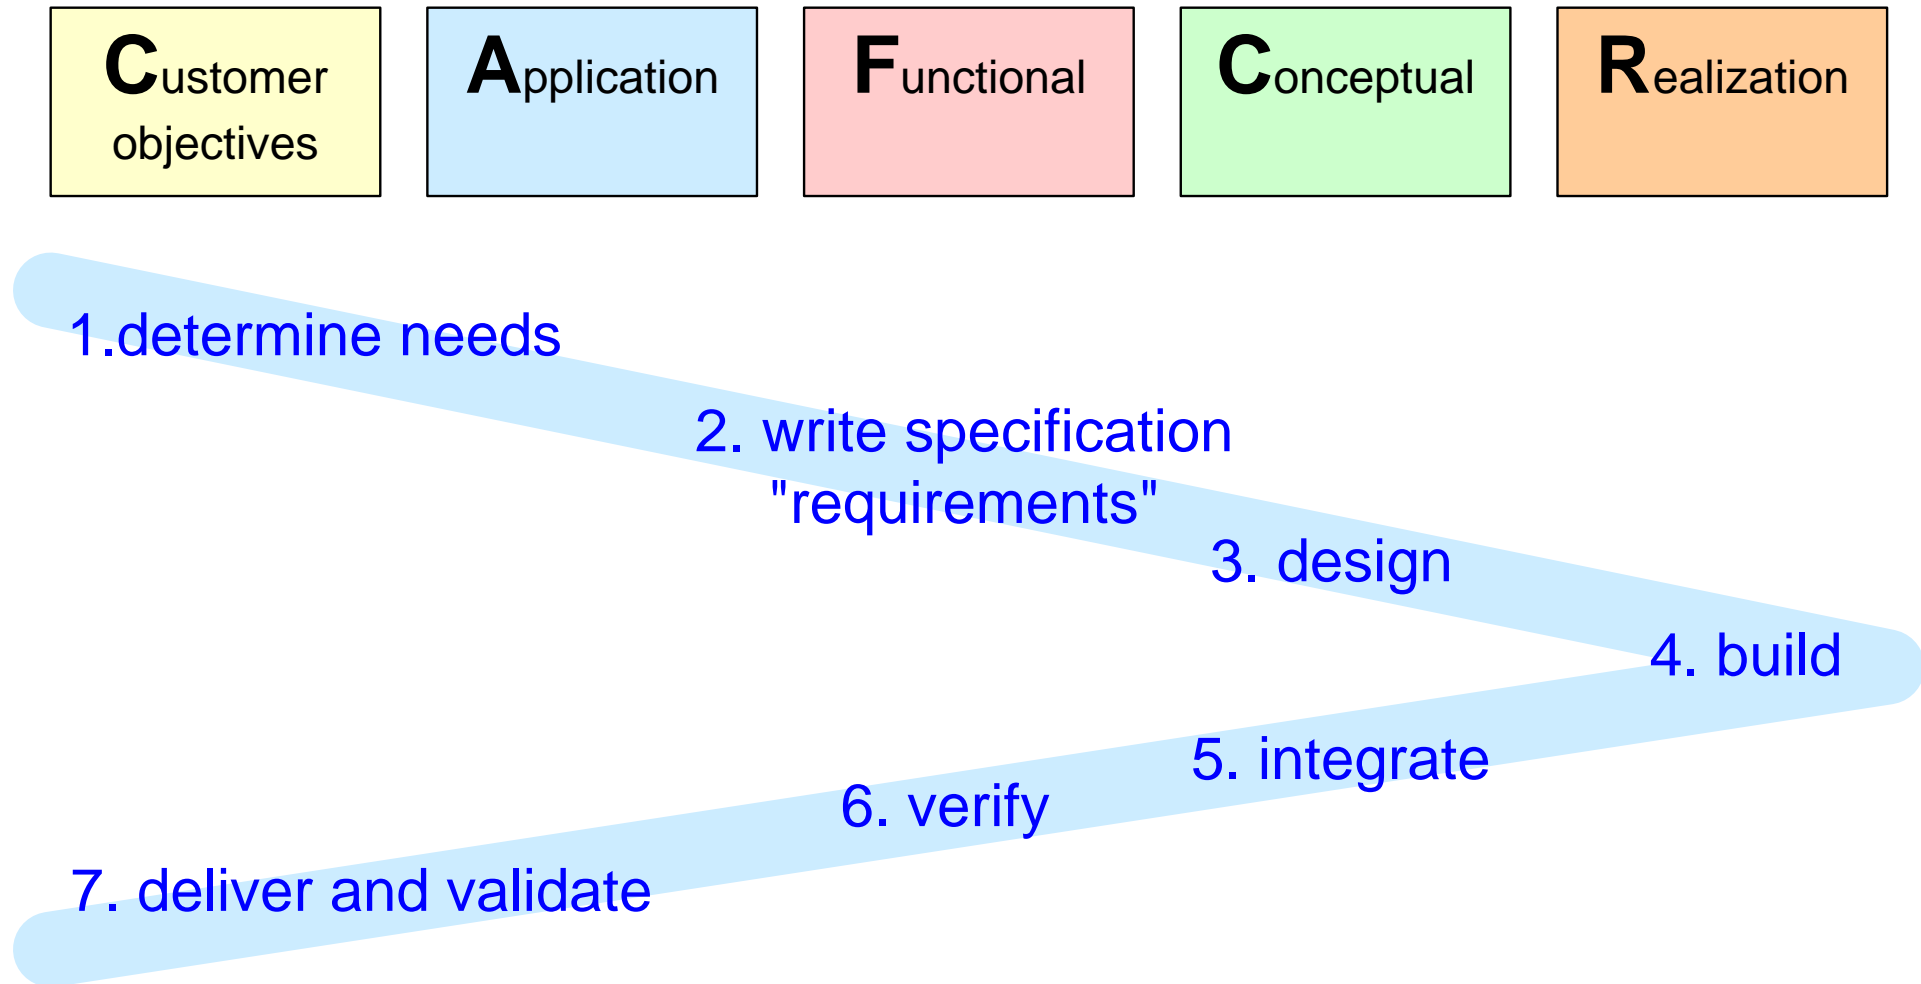 Customer
objectives
Application
Functional
Conceptual
Realization
1.determine needs
2. write specification
"requirements"
3. design
4. build
5. integrate
6. verify
7. deliver and validate